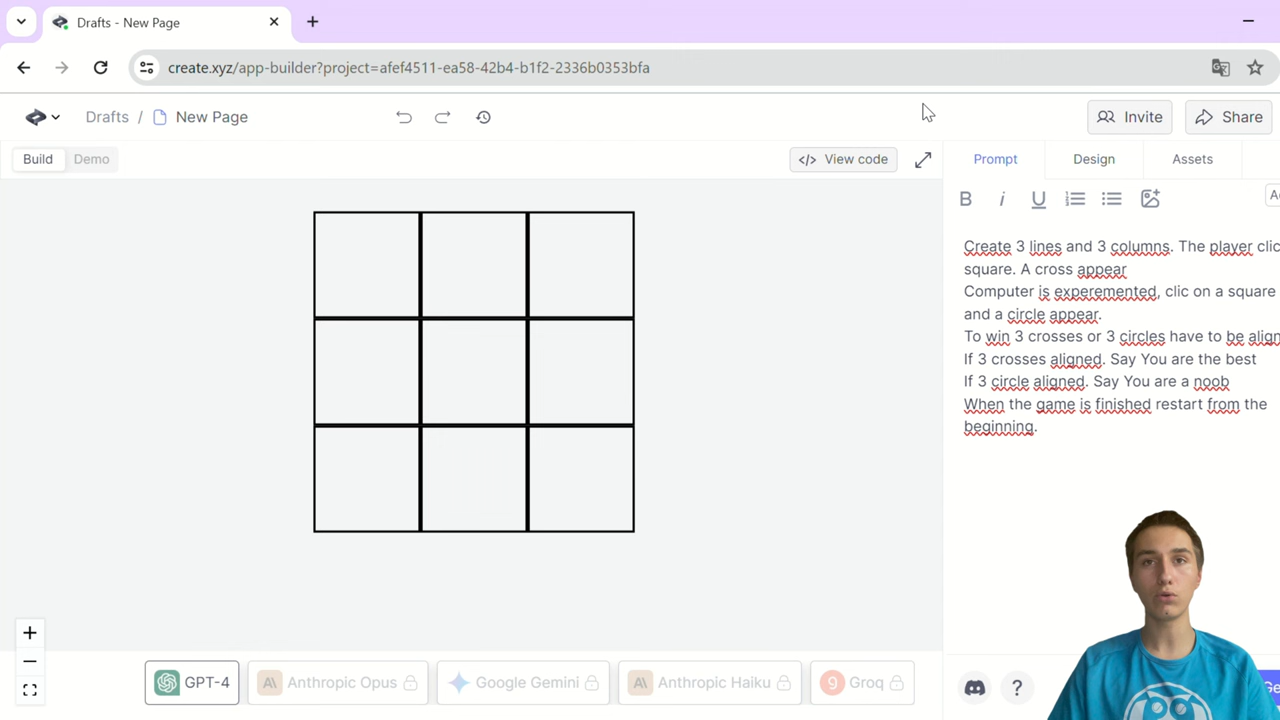 Drafts - New Page
create.xyz/app-builder?project=afef4511-ea58-42b4-b1f2-2336b0353bfa
Drafts / New Page
Invite
Share
Build
Demo
</> View code
Prompt
Design
Assets
B i U
Create 3 lines and 3 columns. The player clic
square. A cross appear
Computer is experemented, clic on a square
and a circle appear.
To win 3 crosses or 3 circles have to be align
If 3 crosses aligned. Say You are the best
If 3 circle aligned. Say You are a noob
When the game is finished restart from the
beginning.
GPT-4
Anthropic Opus
Google Gemini
Anthropic Haiku
Groq
?